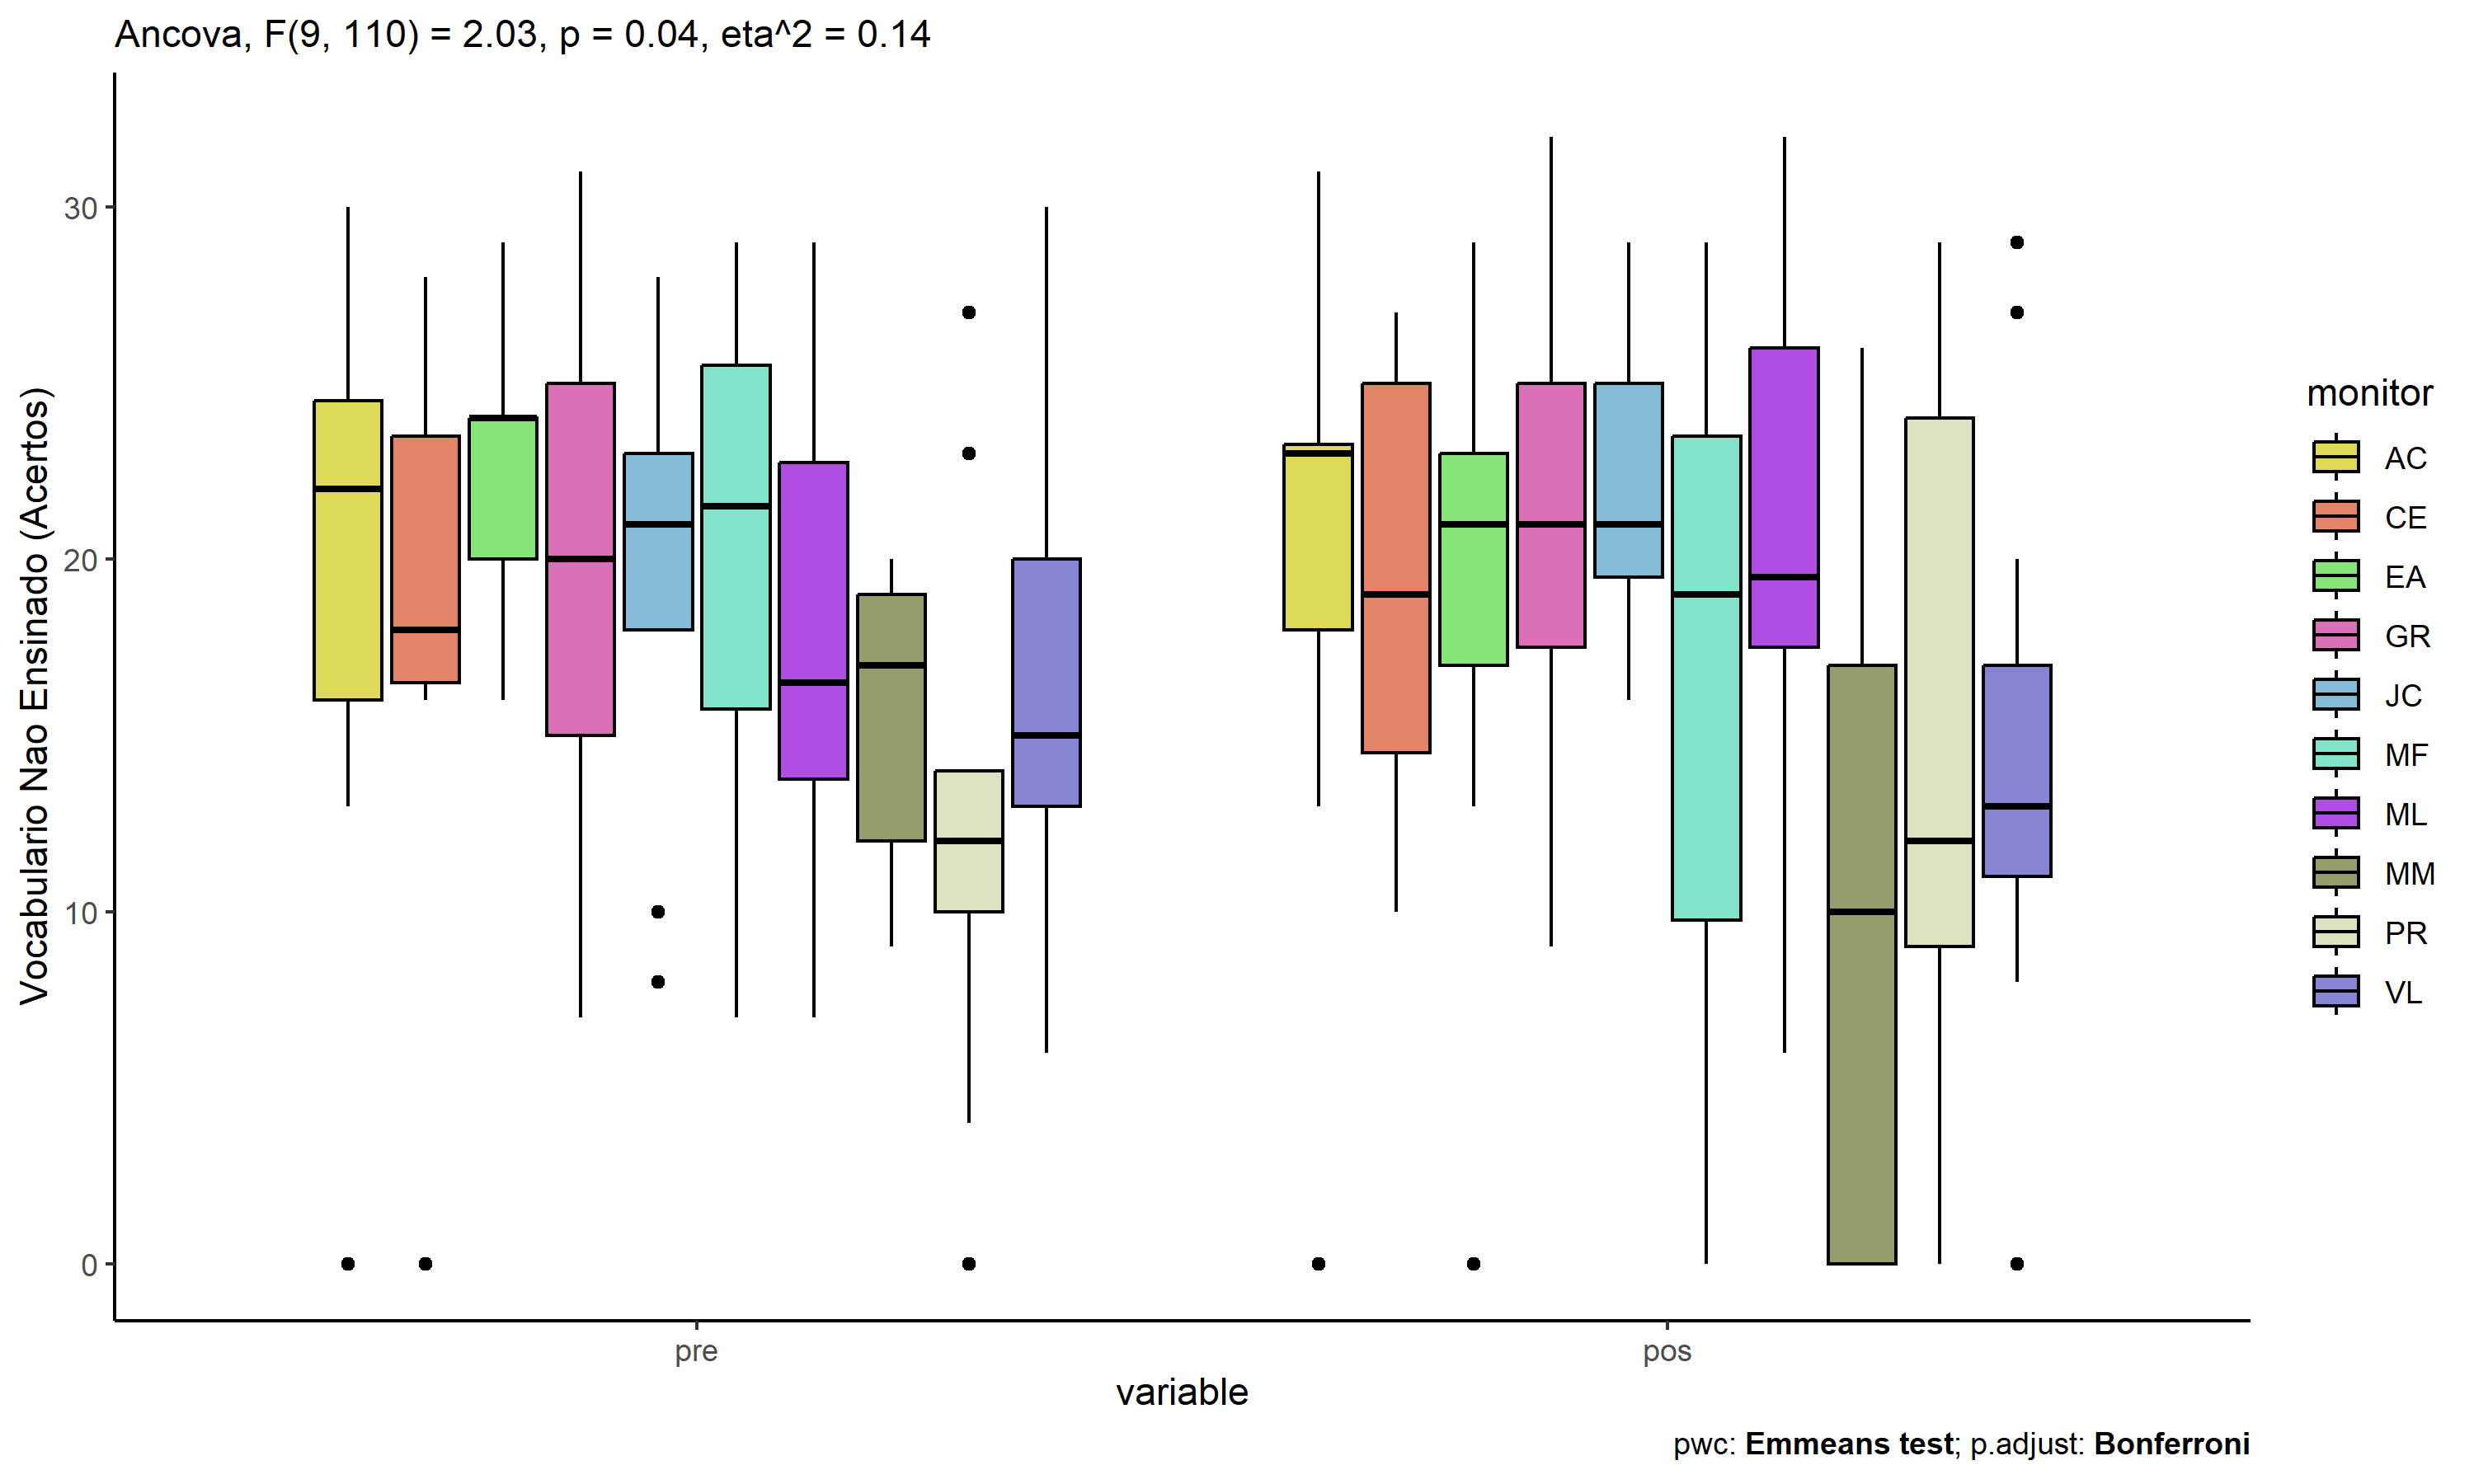 Ancova, F(9, 110) = 2.03, p = 0.04, eta^2 = 0.14
Vocabulario Nao Ensinado (Acertos)
30
20
10
0
pre
pos
variable
monitor
AC
CE
EA
GR
JC
MF
ML
MM
PR
VL
pwc: Emmeans test; p.adjust: Bonferroni